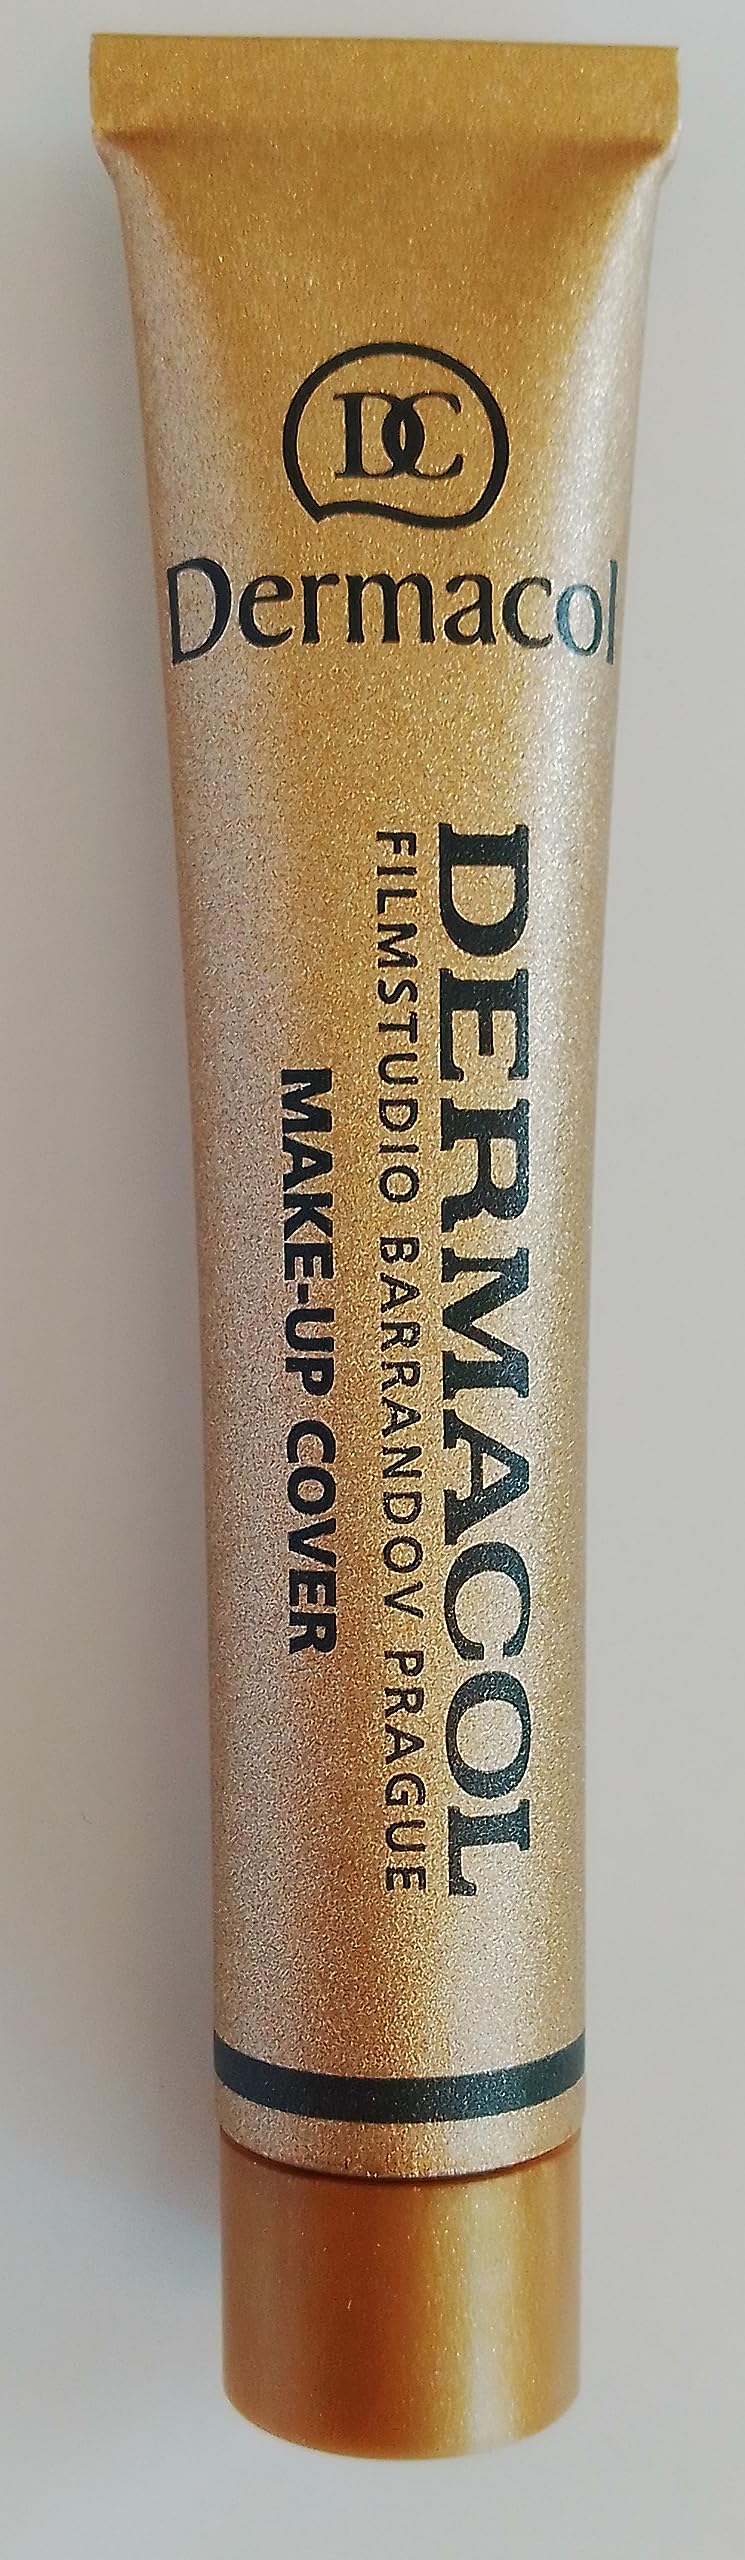 DC
Dermacol
DERMACOL
FILMSTUDIO BARRANDOV PRAGUE
MAKE-UP COVER